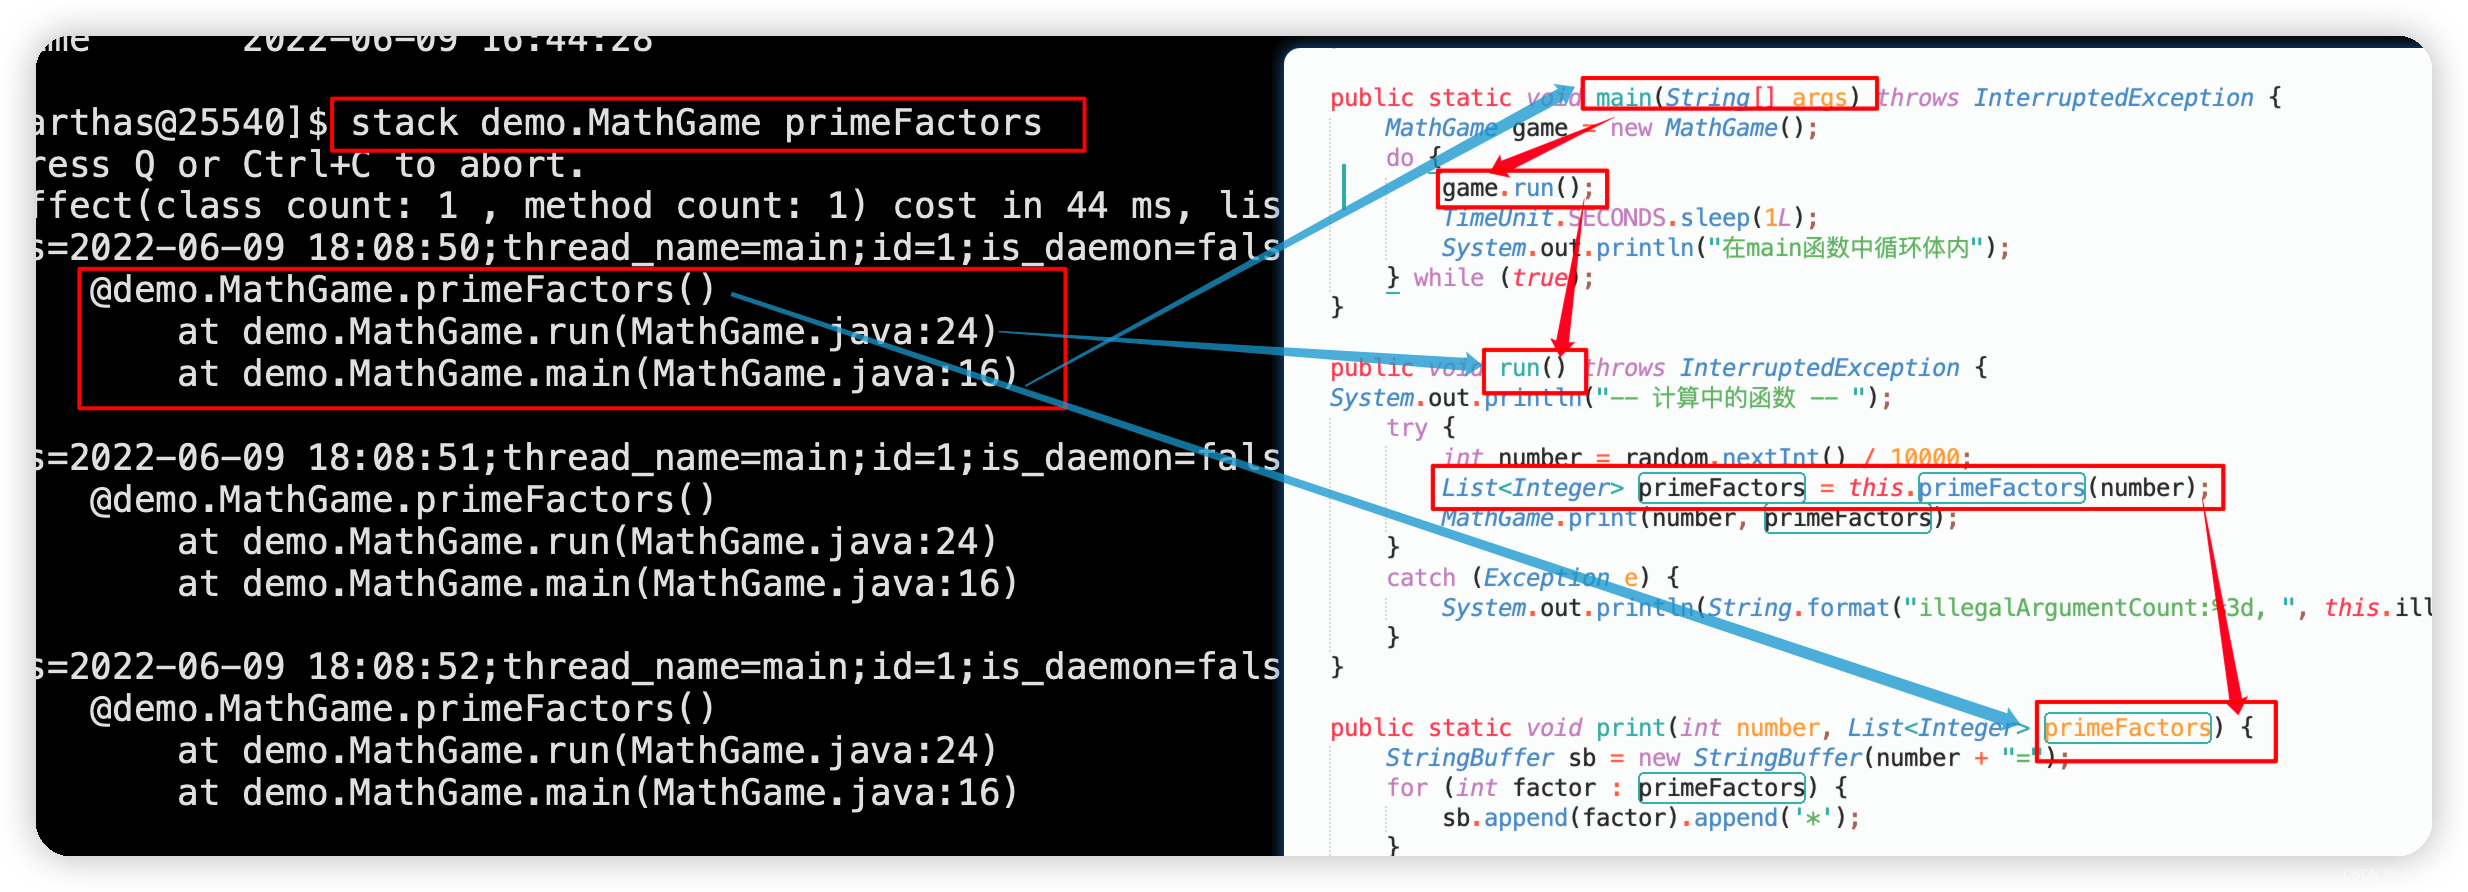 ame 2022-06-09 16:44:28
arthas@25540]$ stack demo.MathGame primeFactors
ress Q or Ctrl+C to abort.
ffect(class count: 1 , method count: 1) cost in 44 ms, lis
s=2022-06-09 18:08:50;thread_name=main;id=1;is_daemon=fals
@demo.MathGame.primeFactors()
at demo.MathGame.run(MathGame.java:24)
at demo.MathGame.main(MathGame.java:16)
s=2022-06-09 18:08:51;thread_name=main;id=1;is_daemon=fals
@demo.MathGame.primeFactors()
at demo.MathGame.run(MathGame.java:24)
at demo.MathGame.main(MathGame.java:16)
s=2022-06-09 18:08:52;thread_name=main;id=1;is_daemon=fals
@demo.MathGame.primeFactors()
at demo.MathGame.run(MathGame.java:24)
at demo.MathGame.main(MathGame.java:16)
public static void main(String[] args) throws InterruptedException {
MathGame game = new MathGame();
do {
game.run();
TimeUnit.SECONDS.sleep(1L);
System.out.println("在main函数中循环体内");
} while (true);
}
public void run() throws InterruptedException {
System.out.println("-- 计算中的函数 -- ");
try {
int number = random.nextInt() / 10000;
List<Integer> primeFactors = this.primeFactors(number);
MathGame.print(number, primeFactors);
}
catch (Exception e) {
System.out.println(String.format("illegalArgumentCount:%3d, ", this.ill
}
}
public static void print(int number, List<Integer> primeFactors) {
StringBuffer sb = new StringBuffer(number + "=");
for (int factor : primeFactors) {
sb.append(factor).append('*');
}